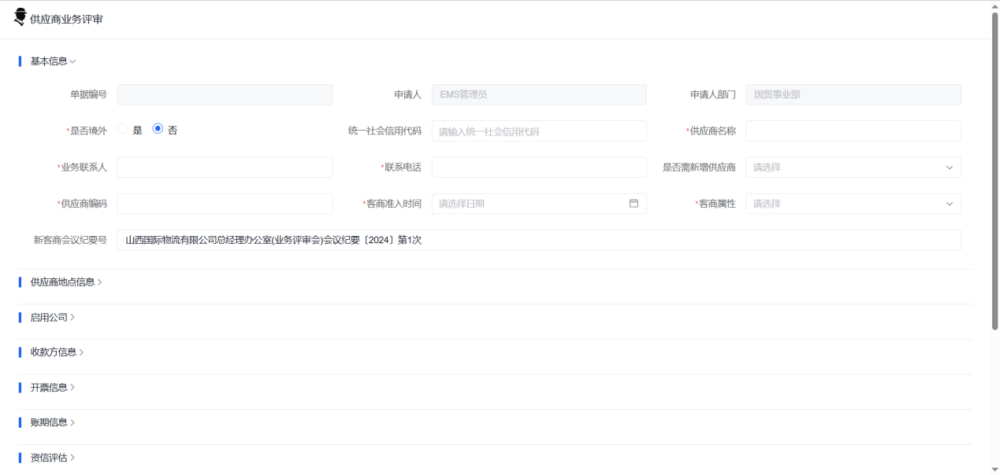 供应商业务评审
基本信息
单据编号 申请人 EMS管理员 申请人部门 国贸事业部
*是否境外 是 否 统一社会信用代码 请输入统一社会信用代码 *供应商名称
*业务联系人 *联系电话 是否需新增供应商 请选择
*供应商编码 *客商准入时间 请选择日期 *客商属性 请选择
新客商会议纪要号 山西国际物流有限公司总经理办公室(业务评审会)会议纪要〔2024〕第1次
供应商地点信息
启用公司
收款方信息
开票信息
账期信息
资信评估